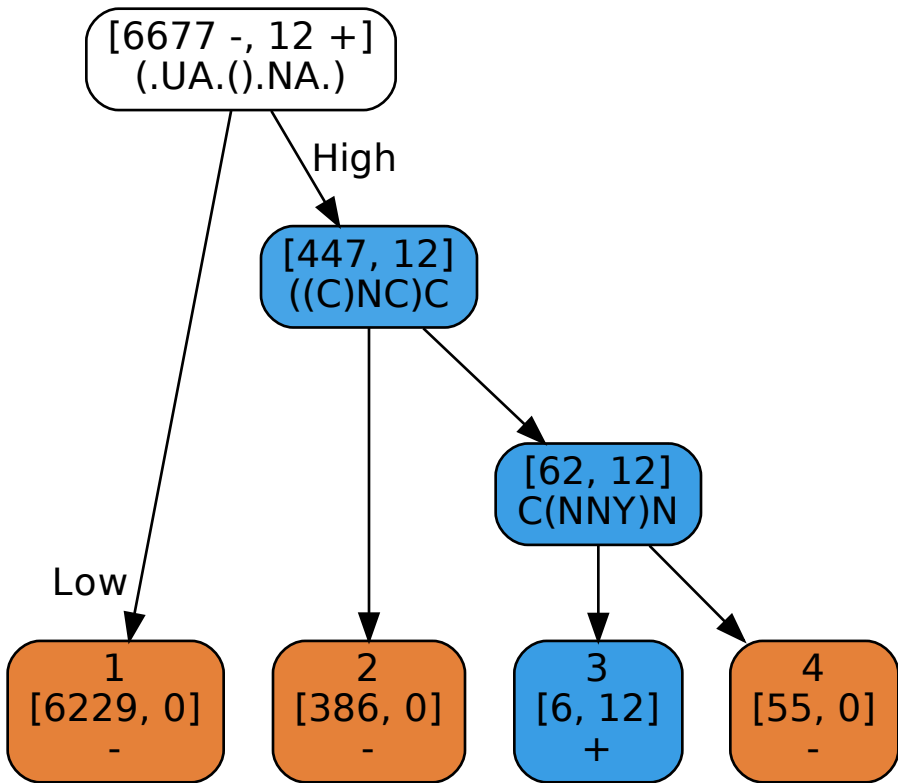 [6677 -, 12 +]
(.UA.().NA.)
High
[447, 12]
((C)NC)C
[62, 12]
C(NNY)N
Low
1
[6229, 0]
-
2
[386, 0]
-
3
[6, 12]
+
4
[55, 0]
-